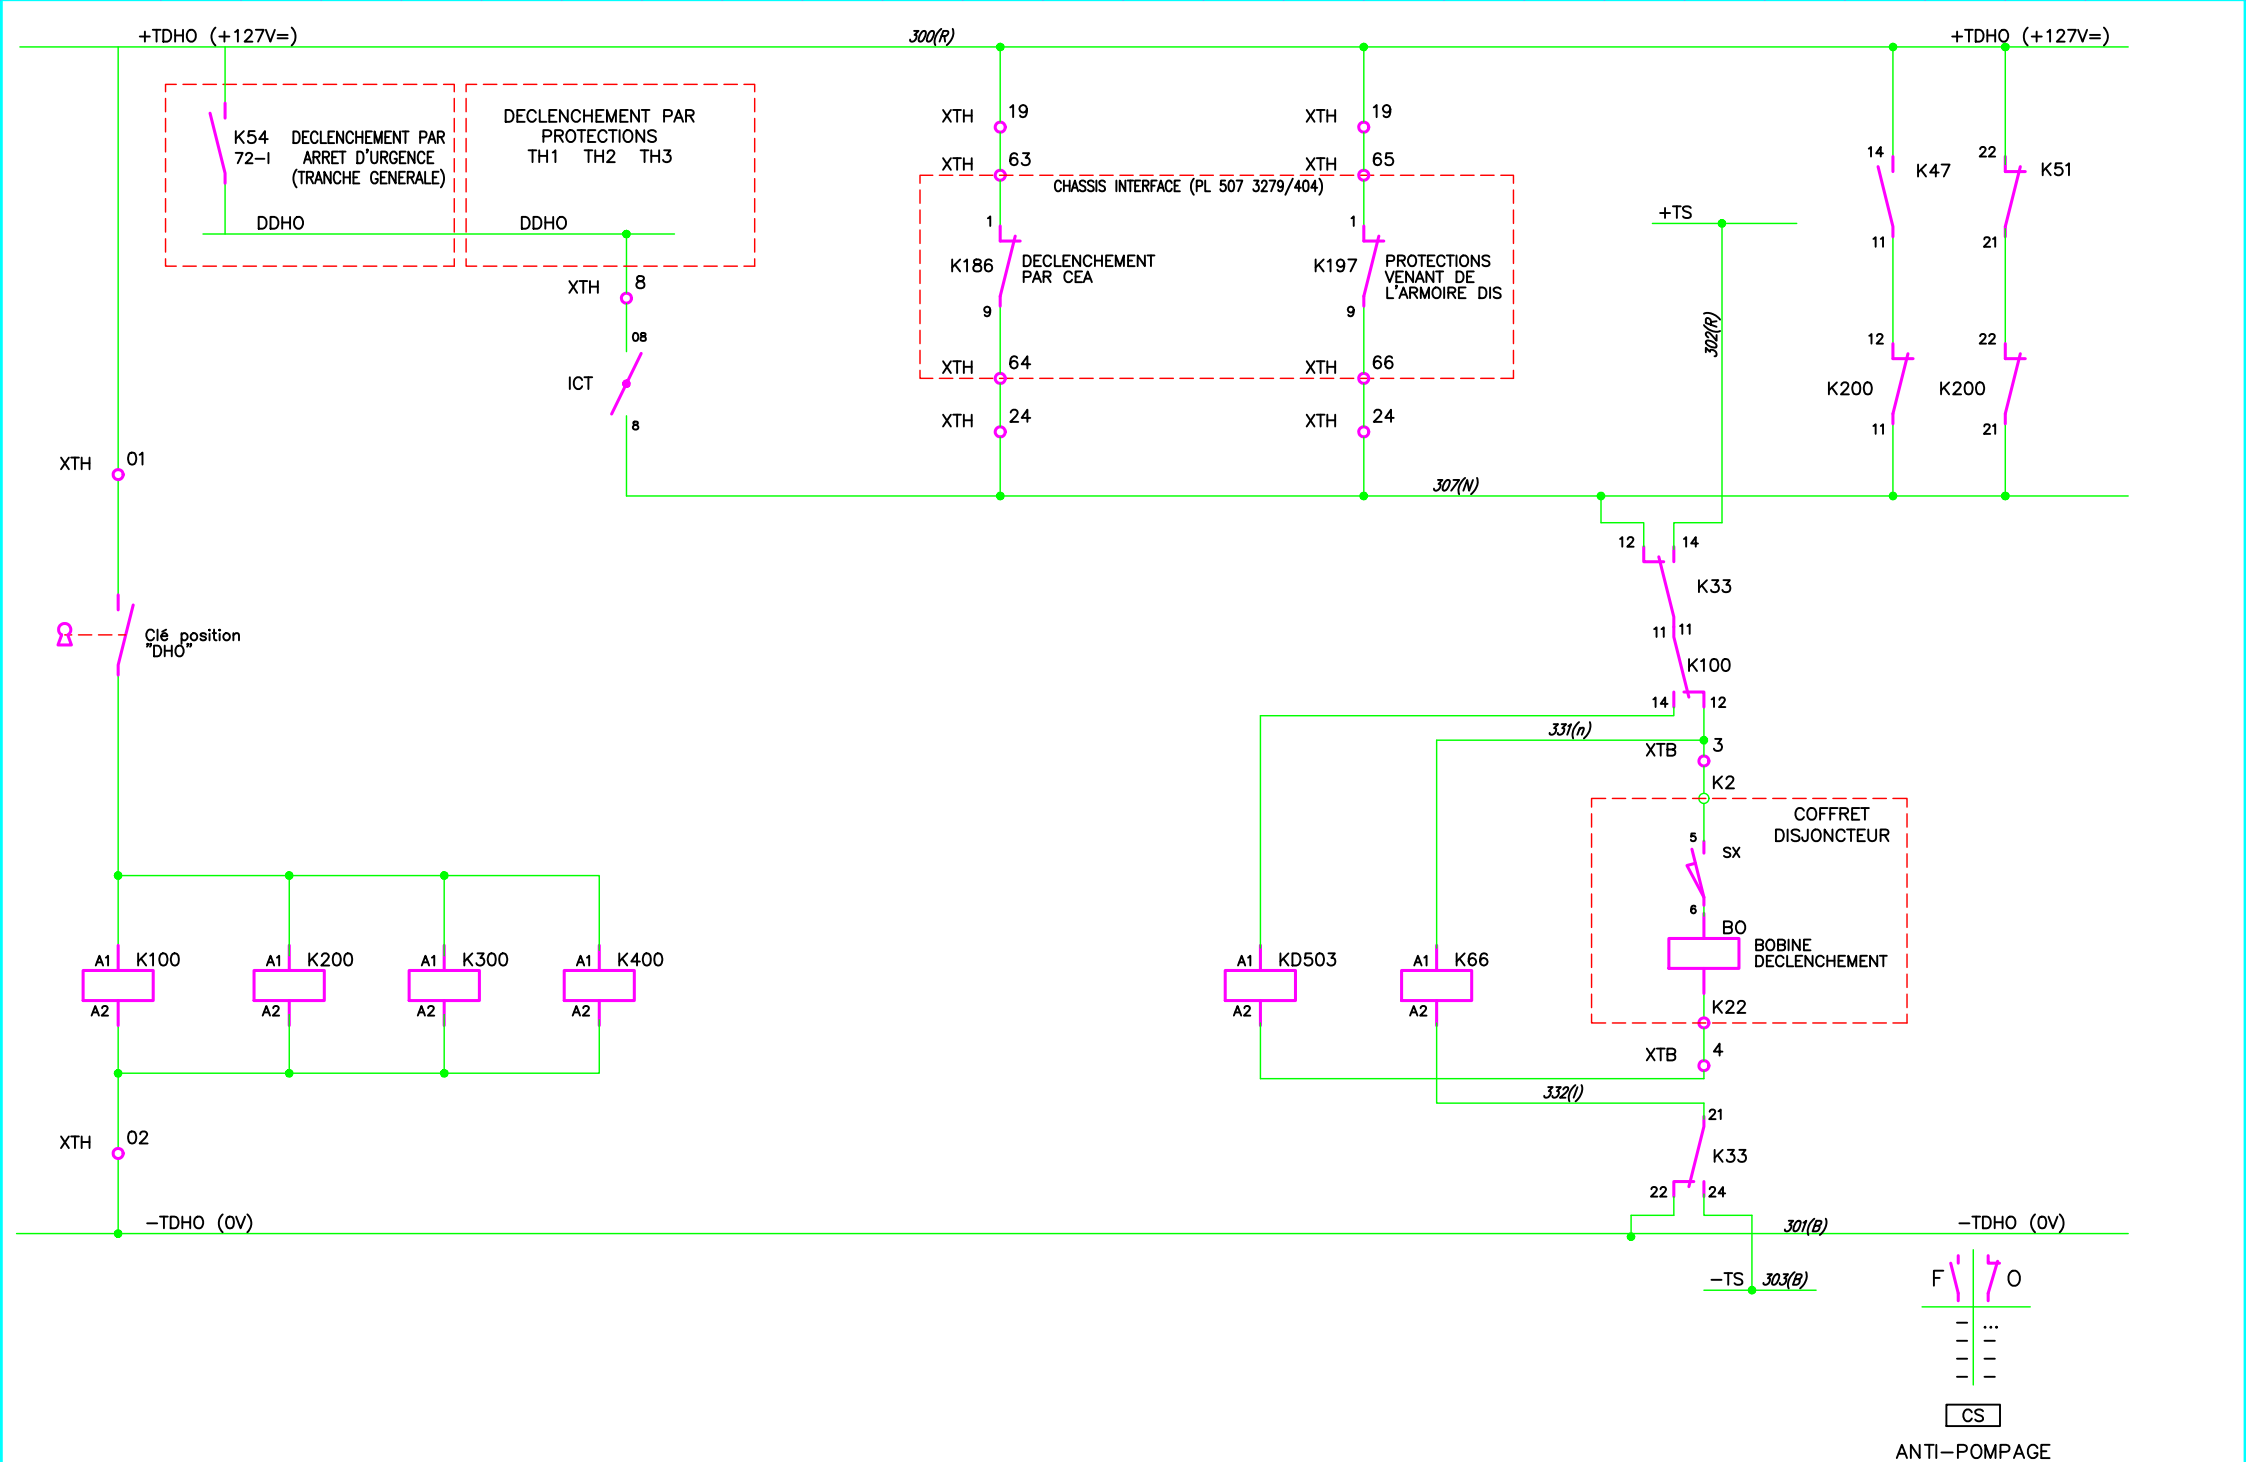 +TDHO (+127V=)
300(R)
+TDHO (+127V=)
K54
72-I
DECLENCHEMENT PAR
ARRET D'URGENCE
(TRANCHE GENERALE)
DDHO
DECLENCHEMENT PAR
PROTECTIONS
TH1 TH2 TH3
DDHO
XTH 8
08
ICT
8
XTH 19
XTH 63
XTH 19
XTH 65
CHASSIS INTERFACE (PL 507 3279/404)
1
K186
DECLENCHEMENT
PAR CEA
9
1
K197
PROTECTIONS
VENANT DE
L'ARMOIRE DIS
9
XTH 64
XTH 24
XTH 66
XTH 24
307(N)
+TS
302(R)
14
K47
11
22
K51
21
12
K200
11
22
K200
21
XTH 01
Clé position
"DHO"
12 14
K33
11 11
K100
14 12
331(n)
XTB 3
K2
COFFRET
DISJONCTEUR
5
SX
6
BO
BOBINE
DECLENCHEMENT
K22
XTB 4
A1 K100
A2
A1 K200
A2
A1 K300
A2
A1 K400
A2
A1 KD503
A2
A1 K66
A2
332(l)
21
K33
22 24
XTH 02
-TDHO (0V)
301(B)
-TDHO (0V)
-TS 303(B)
F O
- ...
- -
- -
- -
CS
ANTI-POMPAGE